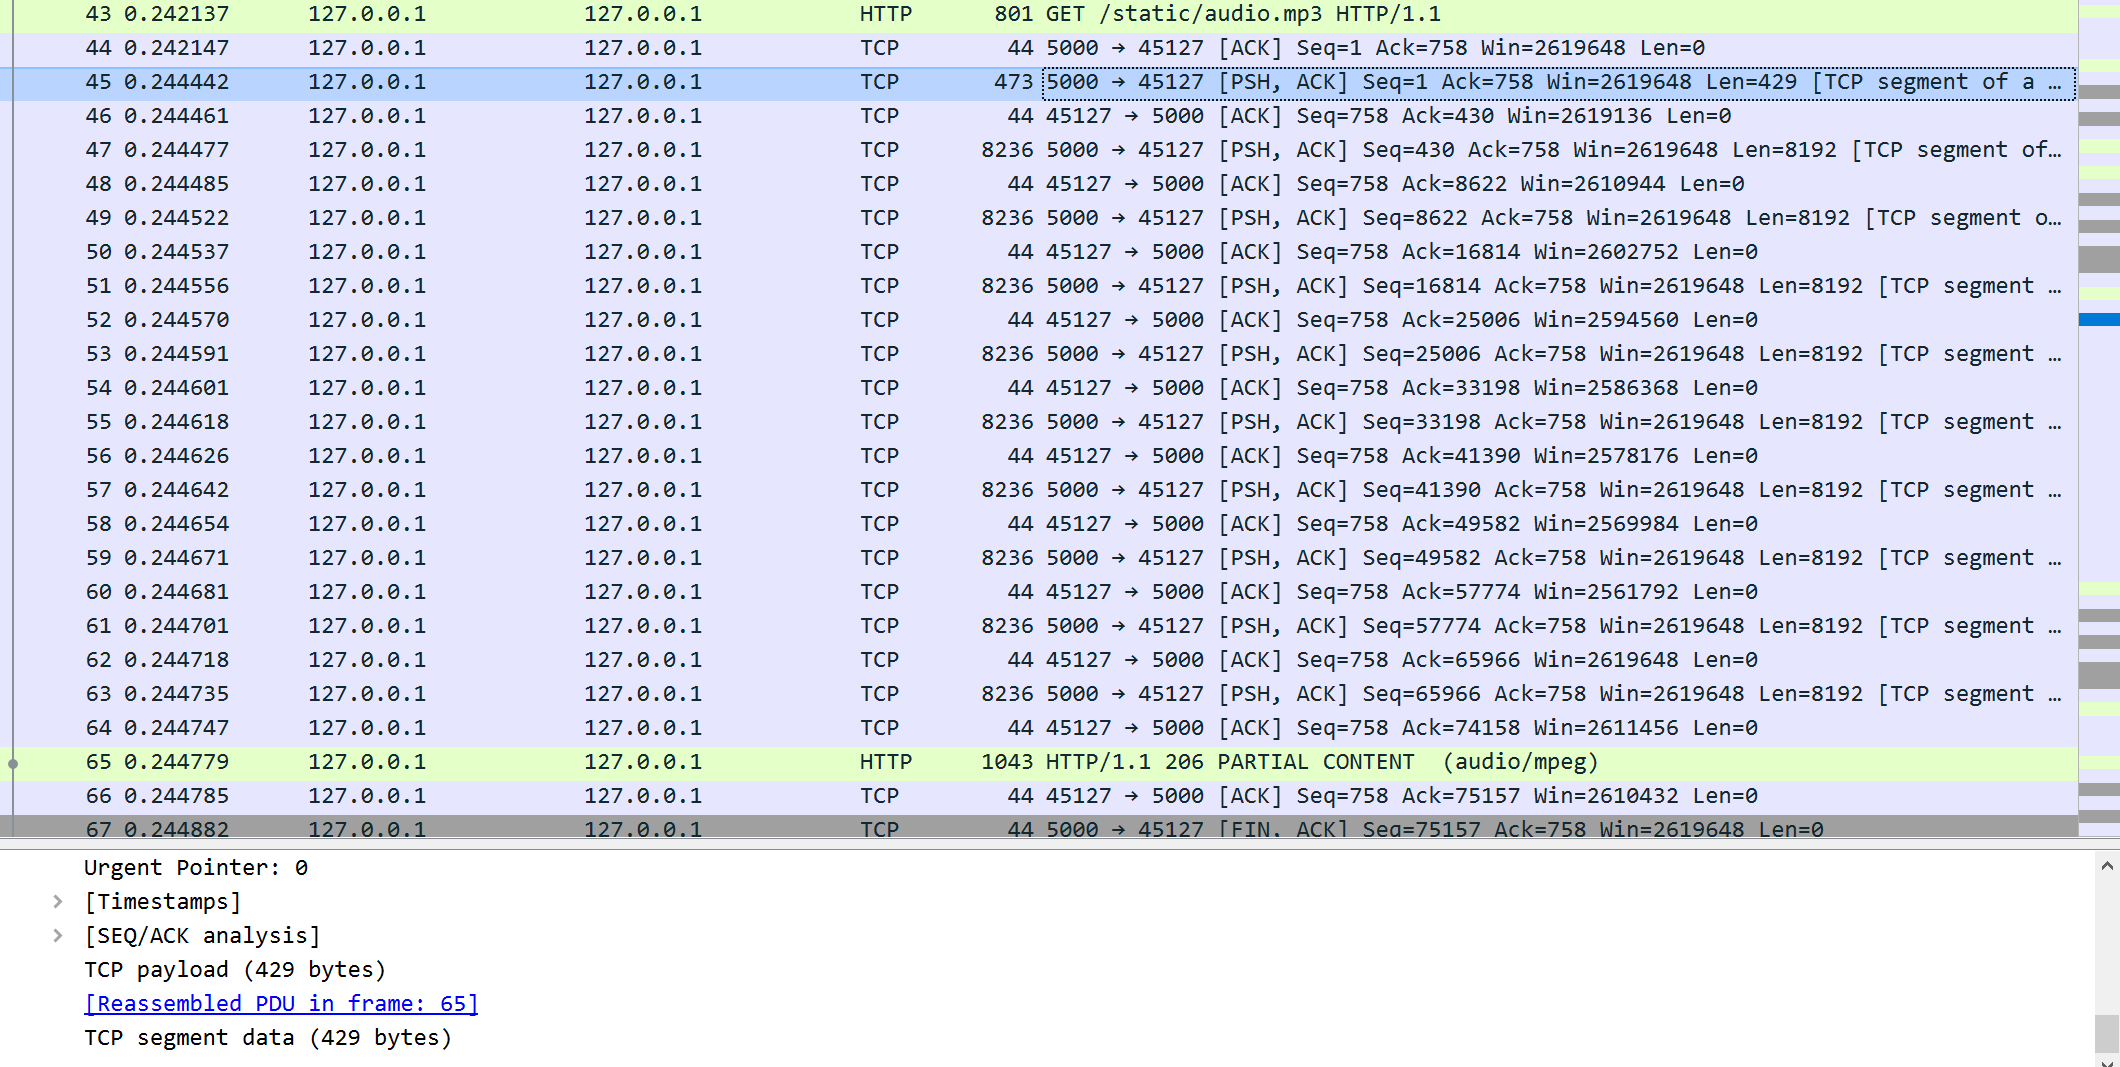 43 0.242137 127.0.0.1 127.0.0.1 HTTP 801 GET /static/audio.mp3 HTTP/1.1
44 0.242147 127.0.0.1 127.0.0.1 TCP 44 5000 → 45127 [ACK] Seq=1 Ack=758 Win=2619648 Len=0
45 0.244442 127.0.0.1 127.0.0.1 TCP 473 5000 → 45127 [PSH, ACK] Seq=1 Ack=758 Win=2619648 Len=429 [TCP segment of a …
46 0.244461 127.0.0.1 127.0.0.1 TCP 44 45127 → 5000 [ACK] Seq=758 Ack=430 Win=2619136 Len=0
47 0.244477 127.0.0.1 127.0.0.1 TCP 8236 5000 → 45127 [PSH, ACK] Seq=430 Ack=758 Win=2619648 Len=8192 [TCP segment of…
48 0.244485 127.0.0.1 127.0.0.1 TCP 44 45127 → 5000 [ACK] Seq=758 Ack=8622 Win=2610944 Len=0
49 0.244522 127.0.0.1 127.0.0.1 TCP 8236 5000 → 45127 [PSH, ACK] Seq=8622 Ack=758 Win=2619648 Len=8192 [TCP segment o…
50 0.244537 127.0.0.1 127.0.0.1 TCP 44 45127 → 5000 [ACK] Seq=758 Ack=16814 Win=2602752 Len=0
51 0.244556 127.0.0.1 127.0.0.1 TCP 8236 5000 → 45127 [PSH, ACK] Seq=16814 Ack=758 Win=2619648 Len=8192 [TCP segment …
52 0.244570 127.0.0.1 127.0.0.1 TCP 44 45127 → 5000 [ACK] Seq=758 Ack=25006 Win=2594560 Len=0
53 0.244591 127.0.0.1 127.0.0.1 TCP 8236 5000 → 45127 [PSH, ACK] Seq=25006 Ack=758 Win=2619648 Len=8192 [TCP segment …
54 0.244601 127.0.0.1 127.0.0.1 TCP 44 45127 → 5000 [ACK] Seq=758 Ack=33198 Win=2586368 Len=0
55 0.244618 127.0.0.1 127.0.0.1 TCP 8236 5000 → 45127 [PSH, ACK] Seq=33198 Ack=758 Win=2619648 Len=8192 [TCP segment …
56 0.244626 127.0.0.1 127.0.0.1 TCP 44 45127 → 5000 [ACK] Seq=758 Ack=41390 Win=2578176 Len=0
57 0.244642 127.0.0.1 127.0.0.1 TCP 8236 5000 → 45127 [PSH, ACK] Seq=41390 Ack=758 Win=2619648 Len=8192 [TCP segment …
58 0.244654 127.0.0.1 127.0.0.1 TCP 44 45127 → 5000 [ACK] Seq=758 Ack=49582 Win=2569984 Len=0
59 0.244671 127.0.0.1 127.0.0.1 TCP 8236 5000 → 45127 [PSH, ACK] Seq=49582 Ack=758 Win=2619648 Len=8192 [TCP segment …
60 0.244681 127.0.0.1 127.0.0.1 TCP 44 45127 → 5000 [ACK] Seq=758 Ack=57774 Win=2561792 Len=0
61 0.244701 127.0.0.1 127.0.0.1 TCP 8236 5000 → 45127 [PSH, ACK] Seq=57774 Ack=758 Win=2619648 Len=8192 [TCP segment …
62 0.244718 127.0.0.1 127.0.0.1 TCP 44 45127 → 5000 [ACK] Seq=758 Ack=65966 Win=2619648 Len=0
63 0.244735 127.0.0.1 127.0.0.1 TCP 8236 5000 → 45127 [PSH, ACK] Seq=65966 Ack=758 Win=2619648 Len=8192 [TCP segment …
64 0.244747 127.0.0.1 127.0.0.1 TCP 44 45127 → 5000 [ACK] Seq=758 Ack=74158 Win=2611456 Len=0
65 0.244779 127.0.0.1 127.0.0.1 HTTP 1043 HTTP/1.1 206 PARTIAL CONTENT (audio/mpeg)
66 0.244785 127.0.0.1 127.0.0.1 TCP 44 45127 → 5000 [ACK] Seq=758 Ack=75157 Win=2610432 Len=0
67 0.244882 127.0.0.1 127.0.0.1 TCP 44 5000 → 45127 [FIN, ACK] Seq=75157 Ack=758 Win=2619648 Len=0
Urgent Pointer: 0
[Timestamps]
[SEQ/ACK analysis]
TCP payload (429 bytes)
[Reassembled PDU in frame: 65]
TCP segment data (429 bytes)